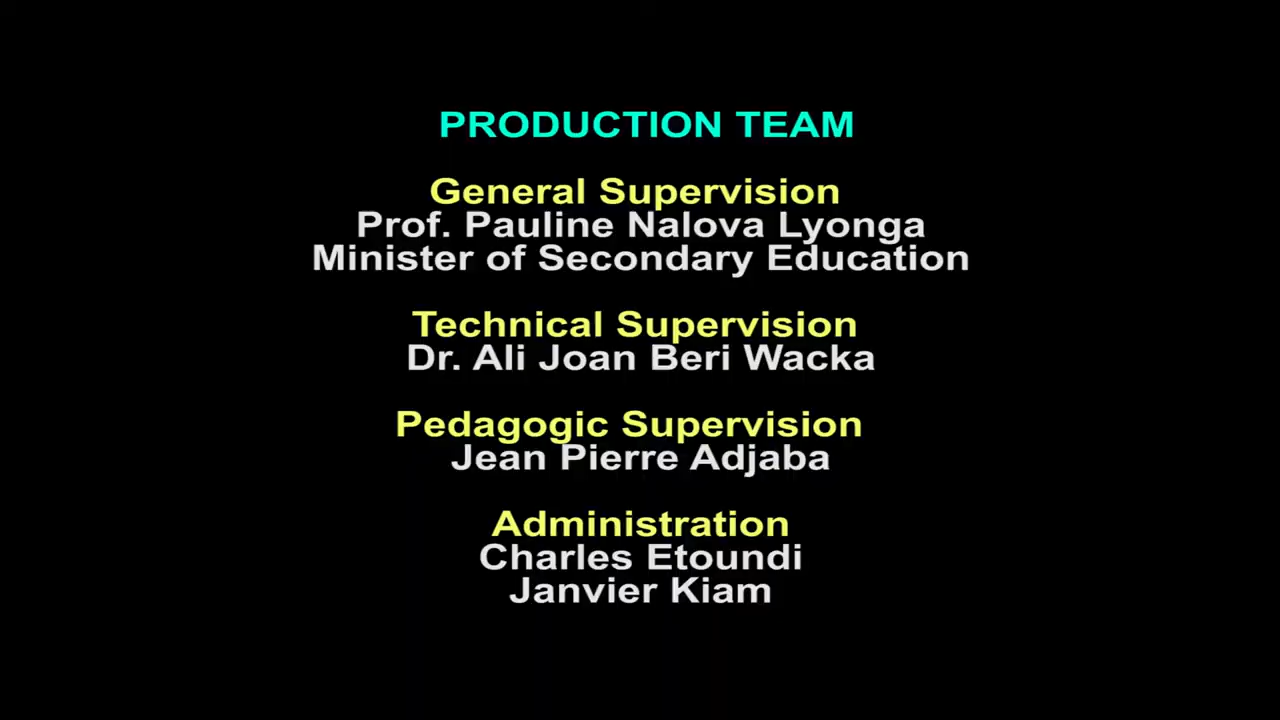 PRODUCTION TEAM
General Supervision
Prof. Pauline Nalova Lyonga
Minister of Secondary Education
Technical Supervision
Dr. Ali Joan Beri Wacka
Pedagogic Supervision
Jean Pierre Adjaba
Administration
Charles Etoundi
Janvier Kiam